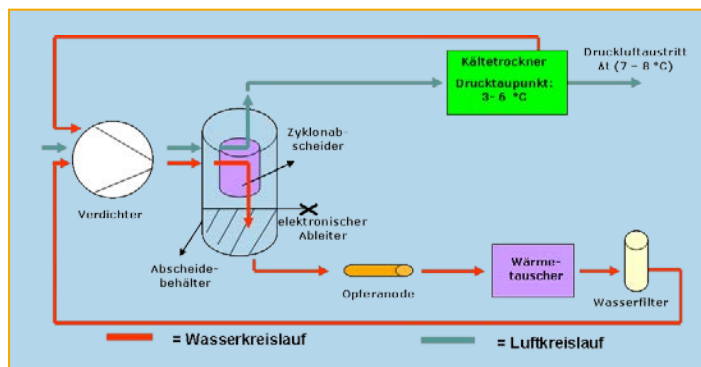 Kältetrockner
Drucktaupunkt:
3- 6 °C
Druckluftaustritt
Δt (7 – 8 °C)
Zyklonab-
scheider
Verdichter
elektronischer
Ableiter
Abscheide-
behälter
Opferanode
Wärme-
tauscher
Wasserfilter
= Wasserkreislauf
= Luftkreislauf